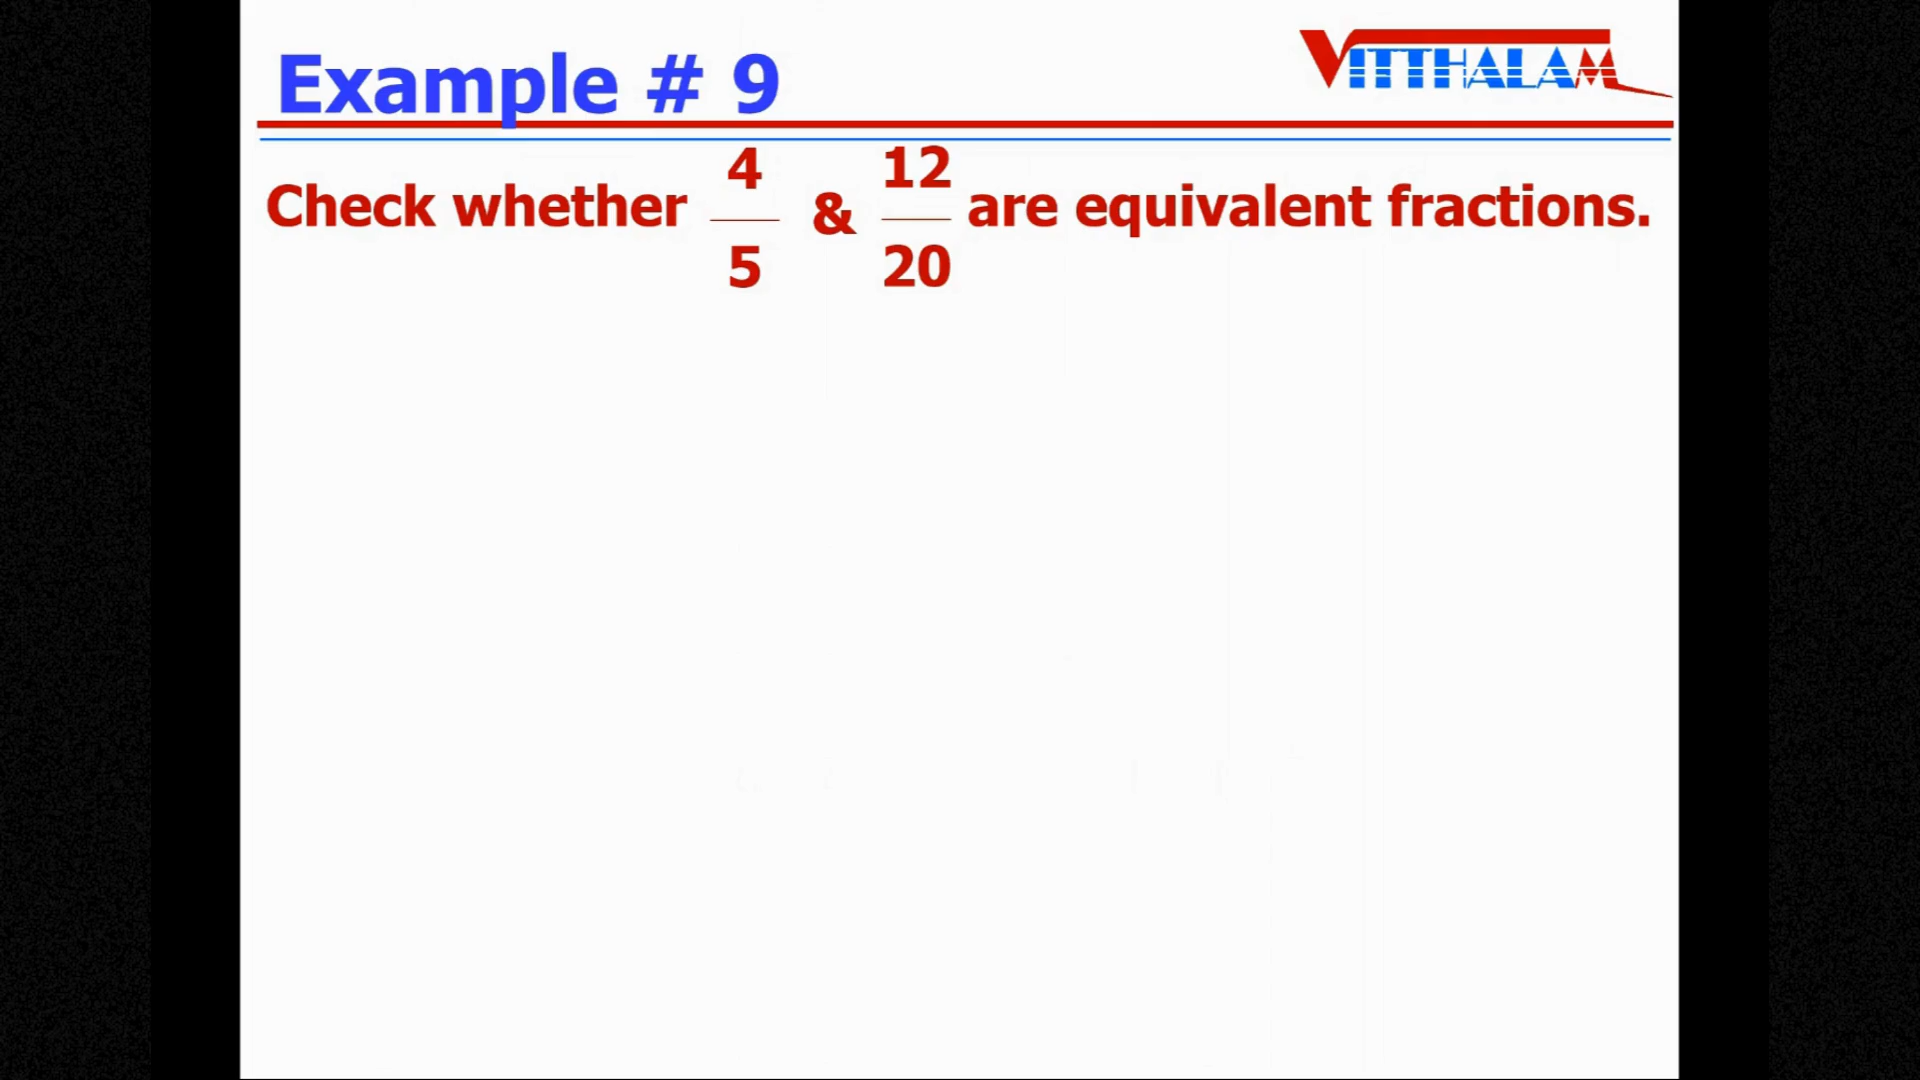 Example # 9
VITTHALAM
Check whether 4/5 & 12/20 are equivalent fractions.